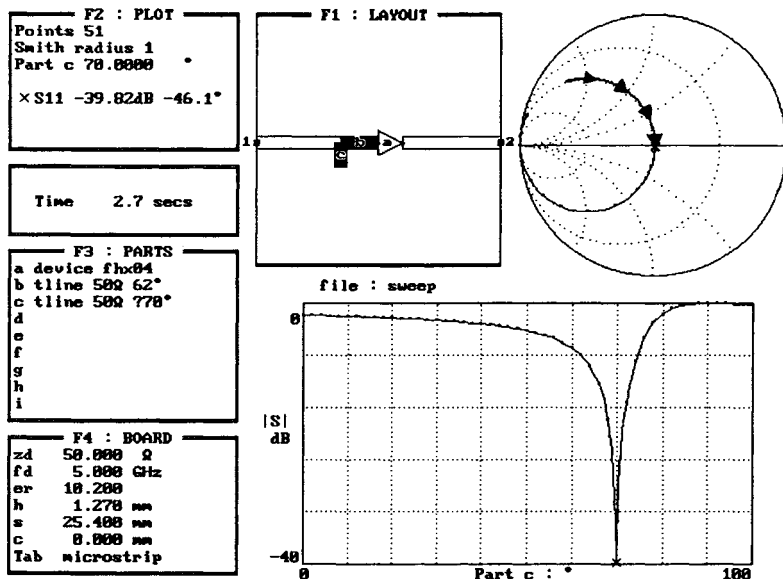 F2 : PLOT
Points 51
Smith radius 1
Part c 70.0000 °
×S11 -39.82dB -46.1°
Time 2.7 secs
F3 : PARTS
a device fhx04
b tline 50Ω 62°
c tline 50Ω ?70°
d
e
f
g
h
i
F4 : BOARD
zd 50.000 Ω
fd 5.000 GHz
er 10.200
h 1.270 mm
s 25.400 mm
c 0.000 mm
Tab microstrip
F1 : LAYOUT
1
b
a
2
c
file : sweep
0
|S|
dB
-40
0
Part c : °
100